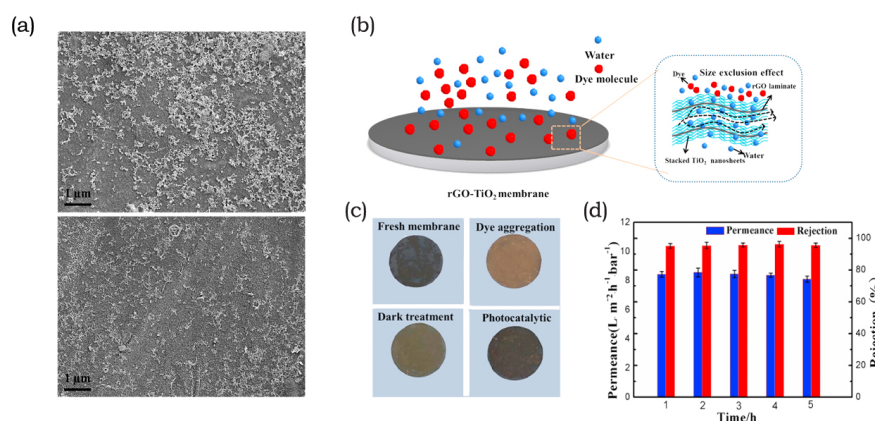 (a)
1 µm
1 µm
(b)
Water
Dye molecule
rGO-TiO₂ membrane
Size exclusion effect
Dye
rGO laminate
Stacked TiO₂ nanosheets
Water
(c)
Fresh membrane
Dye aggregation
Dark treatment
Photocatalytic
(d)
Permeance
Rejection
Permeance(L m⁻² h⁻¹ bar⁻¹)
12
10
8
6
4
2
0
100
80
60
40
20
0
Rejection (%)
1 2 3 4 5
Time/h